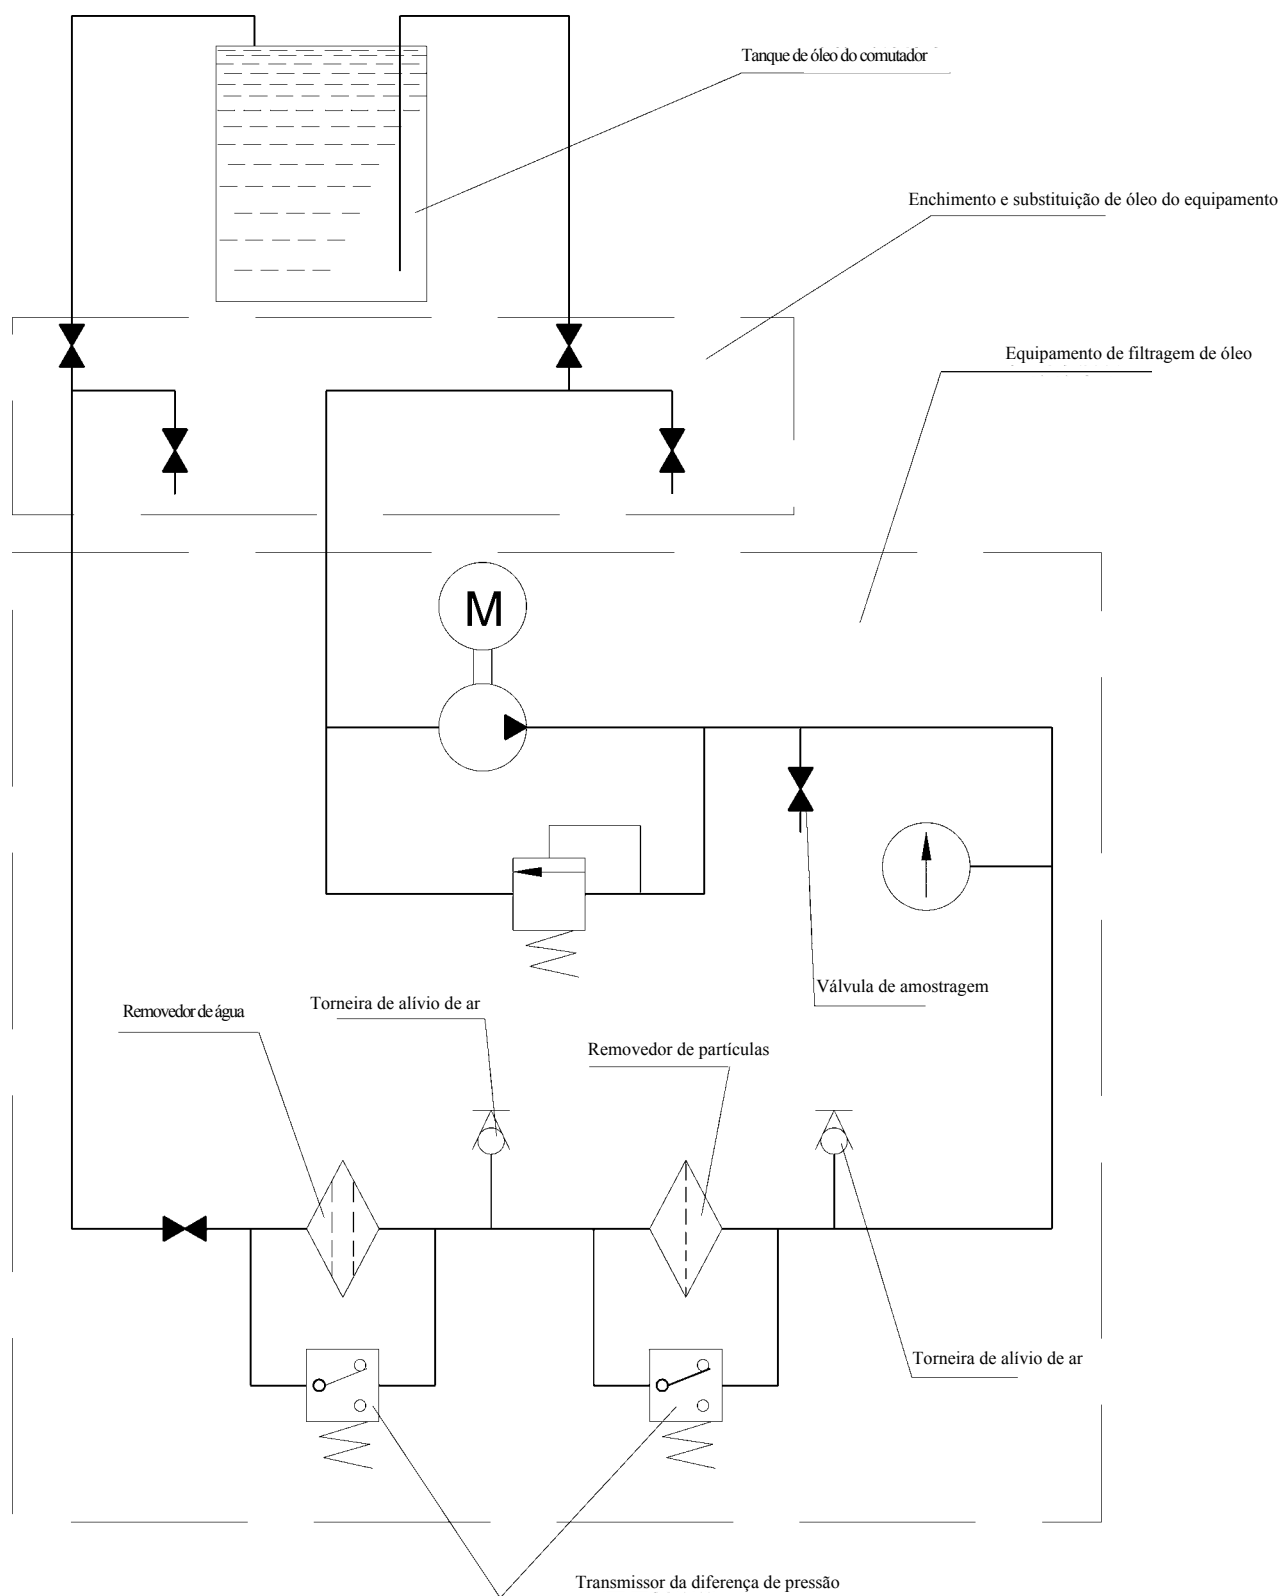 Tanque de óleo do comutador
Enchimento e substituição de óleo do equipamento
Equipamento de filtragem de óleo
M
Válvula de amostragem
Torneira de alívio de ar
Removedor de água
Removedor de partículas
Torneira de alívio de ar
Transmissor da diferença de pressão